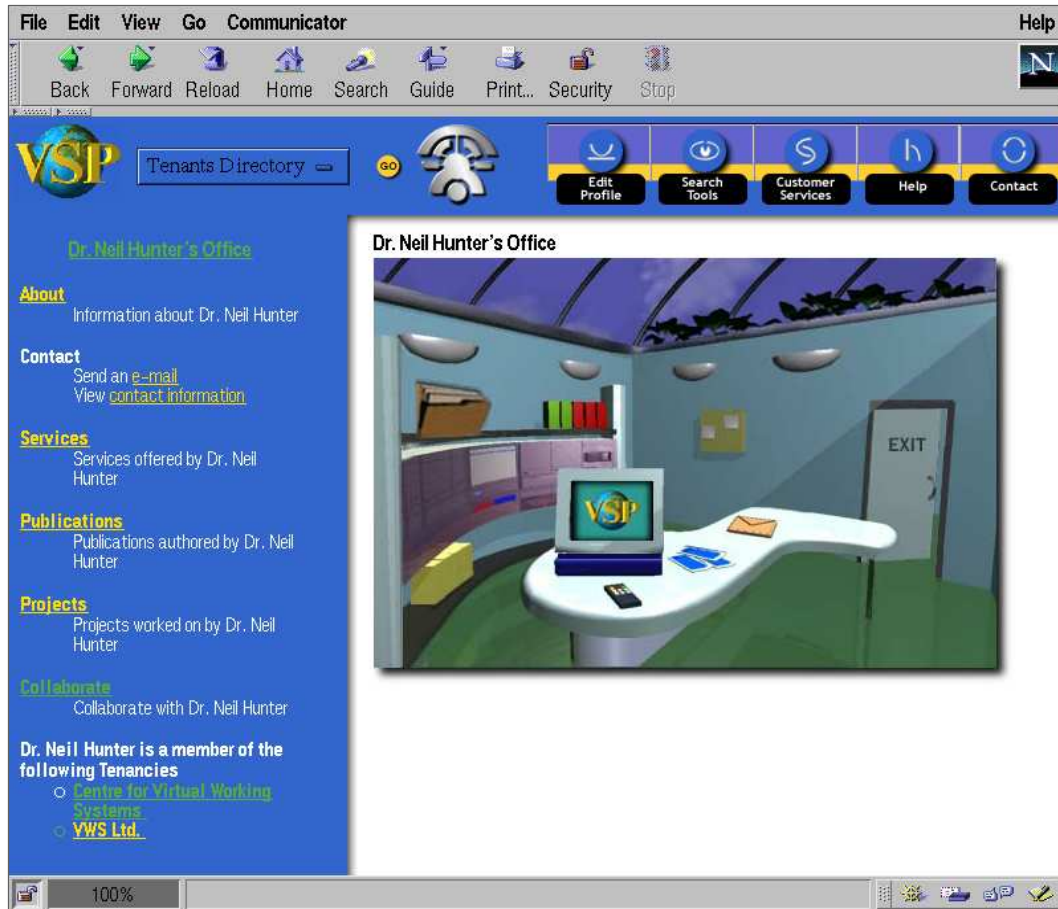 File Edit View Go Communicator Help
Back Forward Reload Home Search Guide Print... Security Stop
N
VSP Tenants Directory GO
Edit Profile
Search Tools
Customer Services
Help
Contact
Dr. Neil Hunter's Office
About
Information about Dr. Neil Hunter
Contact
Send an e-mail
View contact information
Services
Services offered by Dr. Neil
Hunter
Publications
Publications authored by Dr. Neil
Hunter
Projects
Projects worked on by Dr. Neil
Hunter
Collaborate
Collaborate with Dr. Neil Hunter
Dr. Neil Hunter is a member of the
following Tenancies
Centre for Virtual Working
Systems
VWS Ltd.
Dr. Neil Hunter's Office
EXIT
VSP
100%